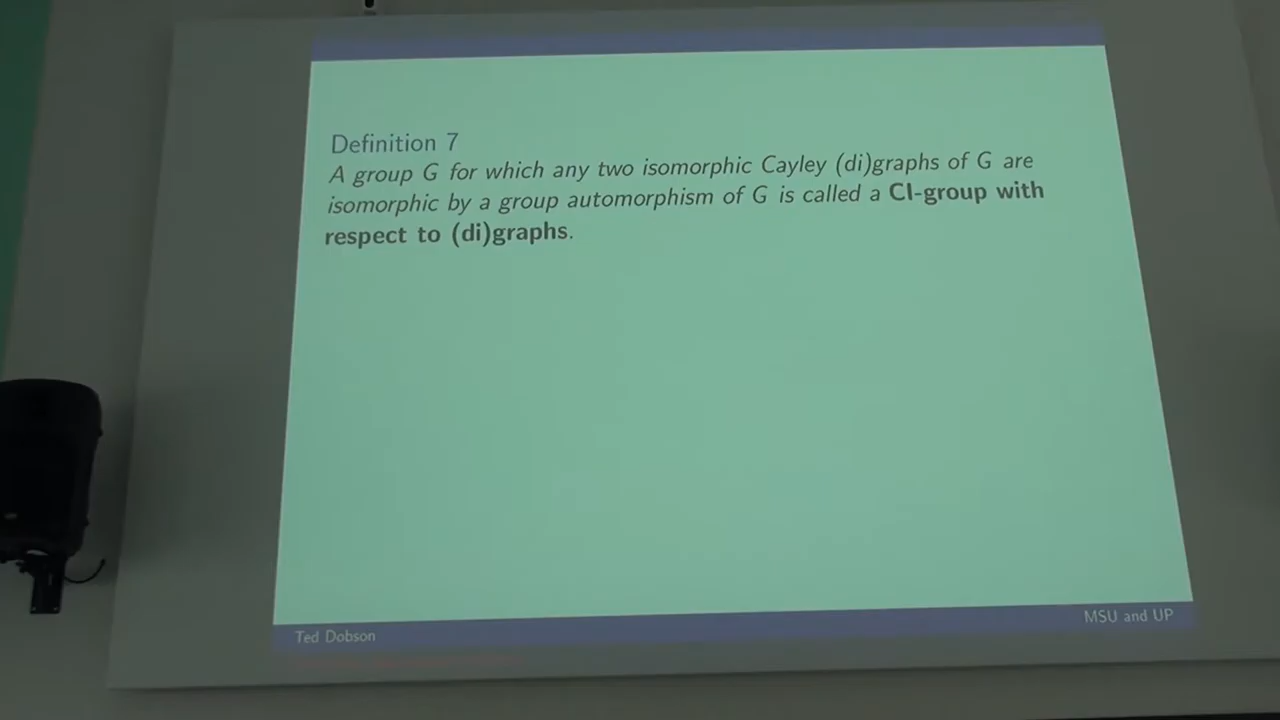 Definition 7
A group G for which any two isomorphic Cayley (di)graphs of G are
isomorphic by a group automorphism of G is called a CI-group with
respect to (di)graphs.
Ted Dobson
MSU and UP